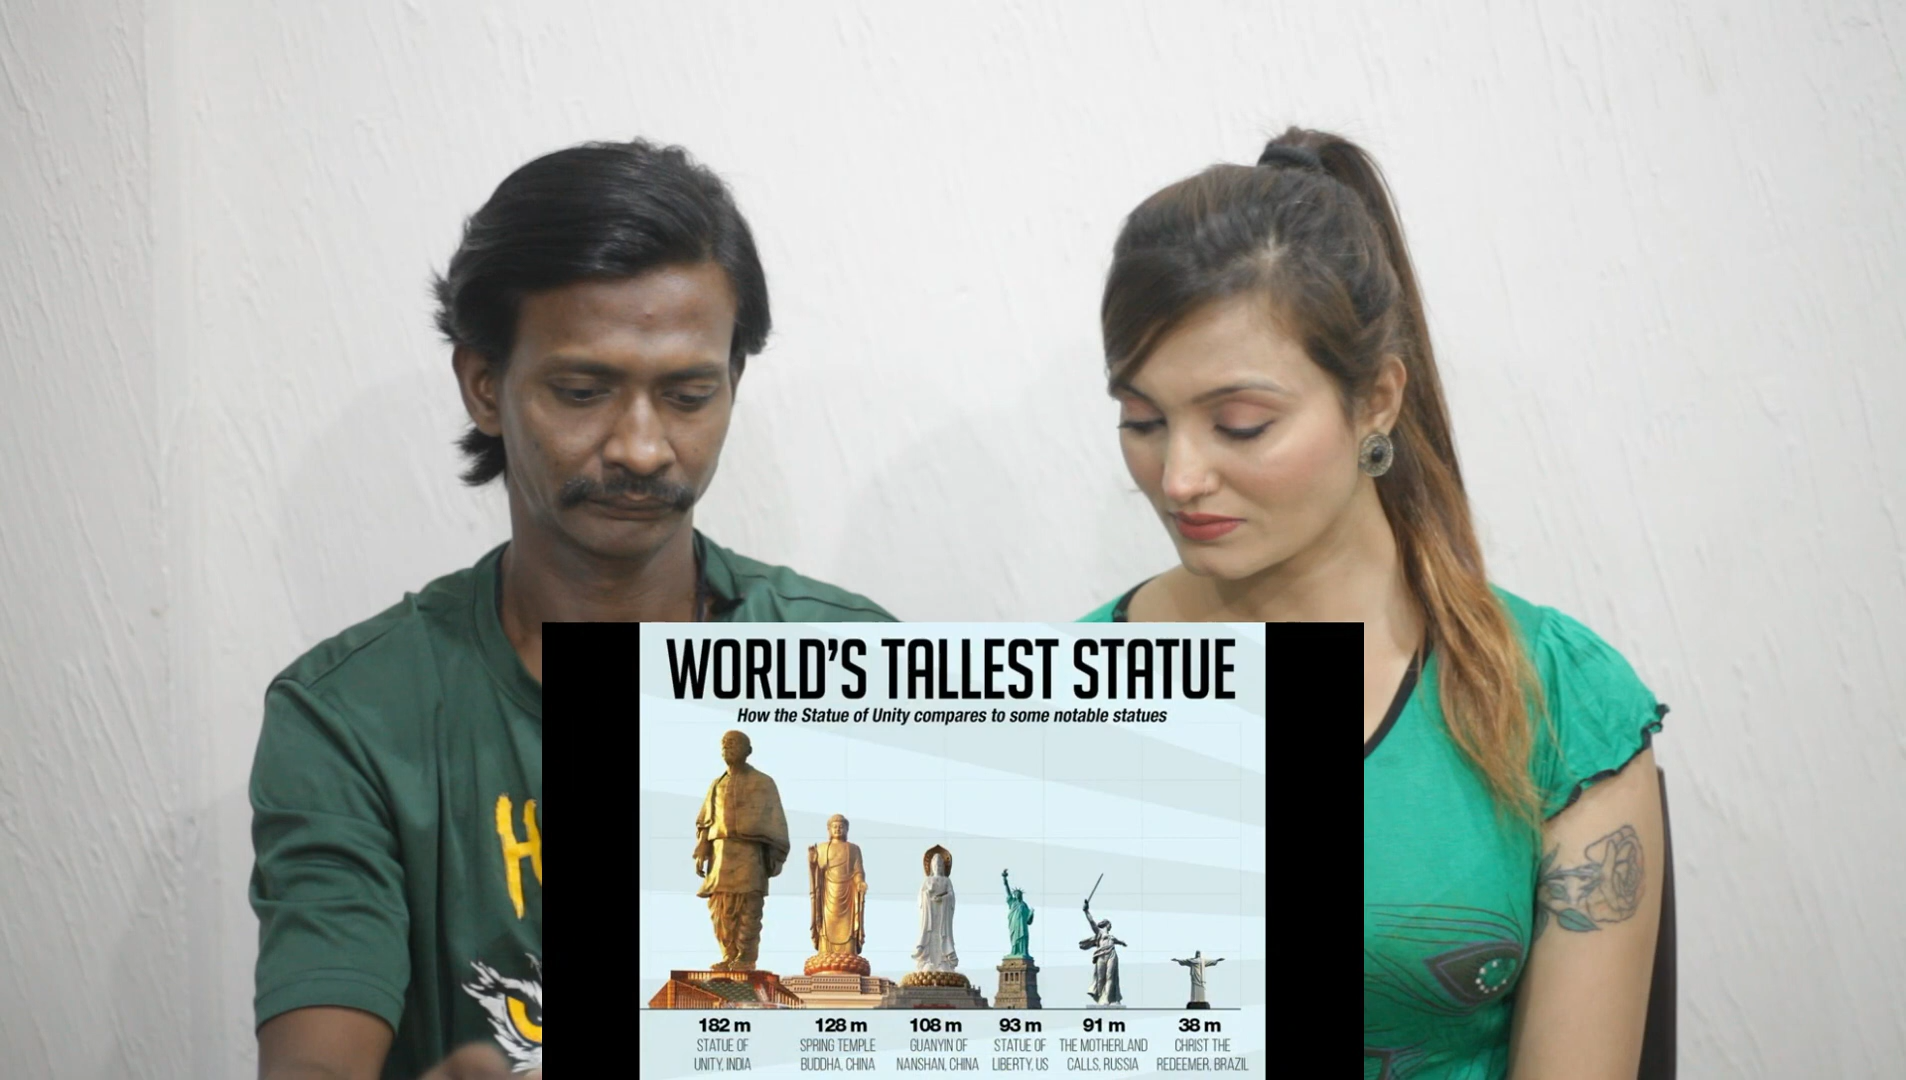 WORLD'S TALLEST STATUE
How the Statue of Unity compares to some notable statues
182 m
STATUE OF
UNITY, INDIA
128 m
SPRING TEMPLE
BUDDHA, CHINA
108 m
GUANYIN OF
NANSHAN, CHINA
93 m
STATUE OF
LIBERTY, US
91 m
THE MOTHERLAND
CALLS, RUSSIA
38 m
CHRIST THE
REDEEMER, BRAZIL